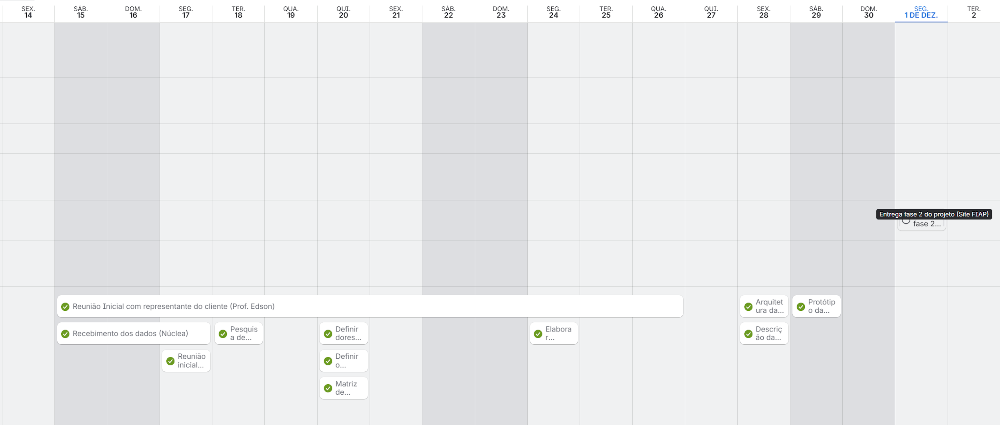 SEX. SÁB. DOM. SEG. TER. QUA. QUI. SEX. SÁB. DOM. SEG. TER. QUA. QUI. SEX. SÁB. DOM. SEG. TER.
14 15 16 17 18 19 20 21 22 23 24 25 26 27 28 29 30 1 DE DEZ. 2
Entrega fase 2 do projeto (Site FIAP)
fase 2...
Reunião Inicial com representante do cliente (Prof. Edson)
Arquitet
ura da...
Protótip
o da...
Recebimento dos dados (Núclea)
Pesquis
a de...
Definir
dores...
Elabora
r...
Descriç
ão da...
Reunião
inicial...
Definir
o...
Matriz
de...